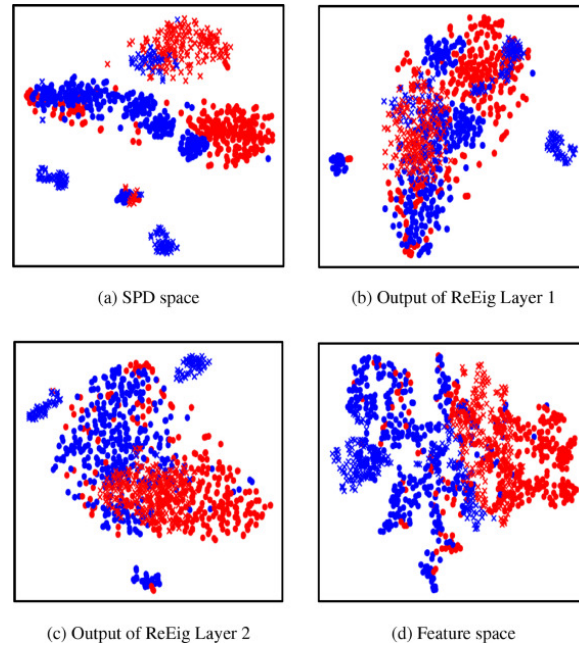 (a) SPD space
(b) Output of ReEig Layer 1
(c) Output of ReEig Layer 2
(d) Feature space